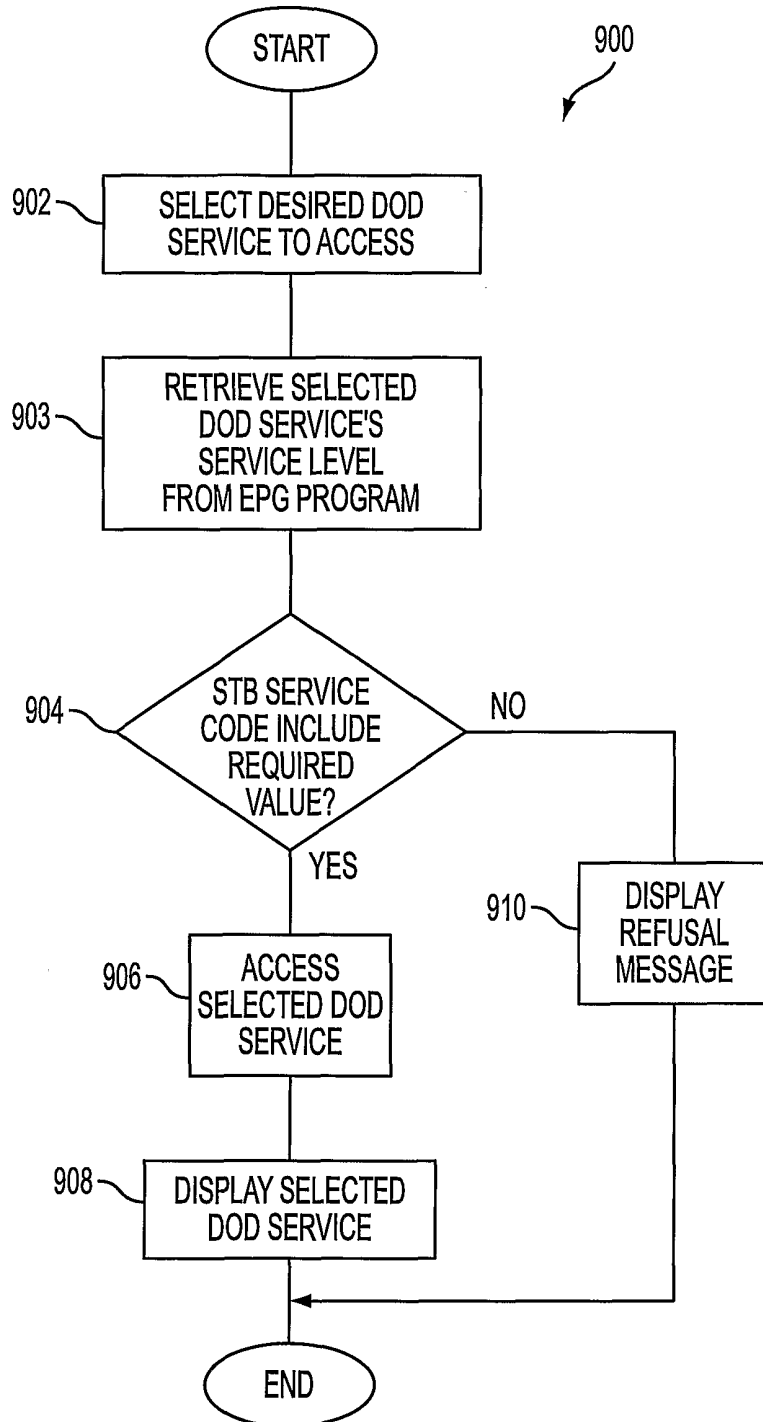 START
900
902
SELECT DESIRED DOD
SERVICE TO ACCESS
903
RETRIEVE SELECTED
DOD SERVICE'S
SERVICE LEVEL
FROM EPG PROGRAM
904
STB SERVICE
CODE INCLUDE
REQUIRED
VALUE?
NO
YES
906
ACCESS
SELECTED DOD
SERVICE
910
DISPLAY
REFUSAL
MESSAGE
908
DISPLAY SELECTED
DOD SERVICE
END